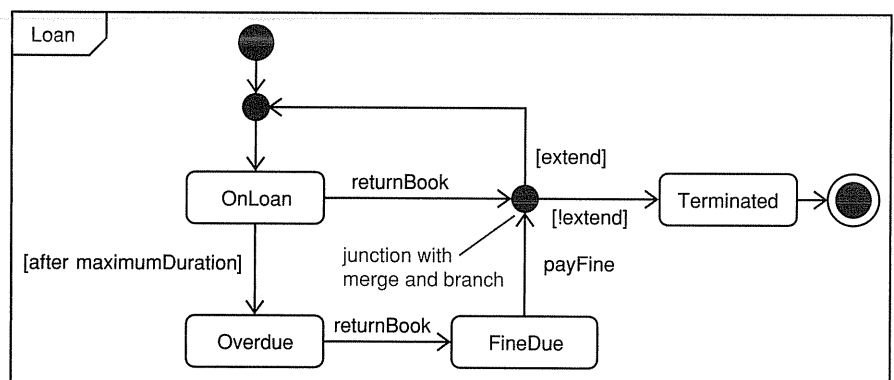 Loan
[extend]
OnLoan
returnBook
Terminated
[!extend]
[after maximumDuration]
junction with
merge and branch
payFine
Overdue
returnBook
FineDue